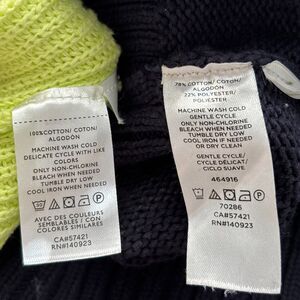 100%COTTON/ COTON/
ALGODÓN
MACHINE WASH COLD
DELICATE CYCLE WITH LIKE
COLORS
ONLY NON-CHLORINE
BLEACH WHEN NEEDED
TUMBLE DRY LOW
COOL IRON WHEN NEEDED
AVEC DES COULEURS
SEMBLABLES / CON
COLORES SIMILARES
CA#57421
RN#140923
78% COTTON/ COTON/
ALGODON
22% POLYESTER/
POLIESTER
MACHINE WASH COLD
GENTLE CYCLE
ONLY NON-CHLORINE
BLEACH WHEN NEEDED
TUMBLE DRY LOW
COOL IRON IF NEEDED
OR DRY CLEAN
GENTLE CYCLE/
CYCLE DÉLICAT/
CICLO SUAVE
464916
70286
CA#57421
RN#140923